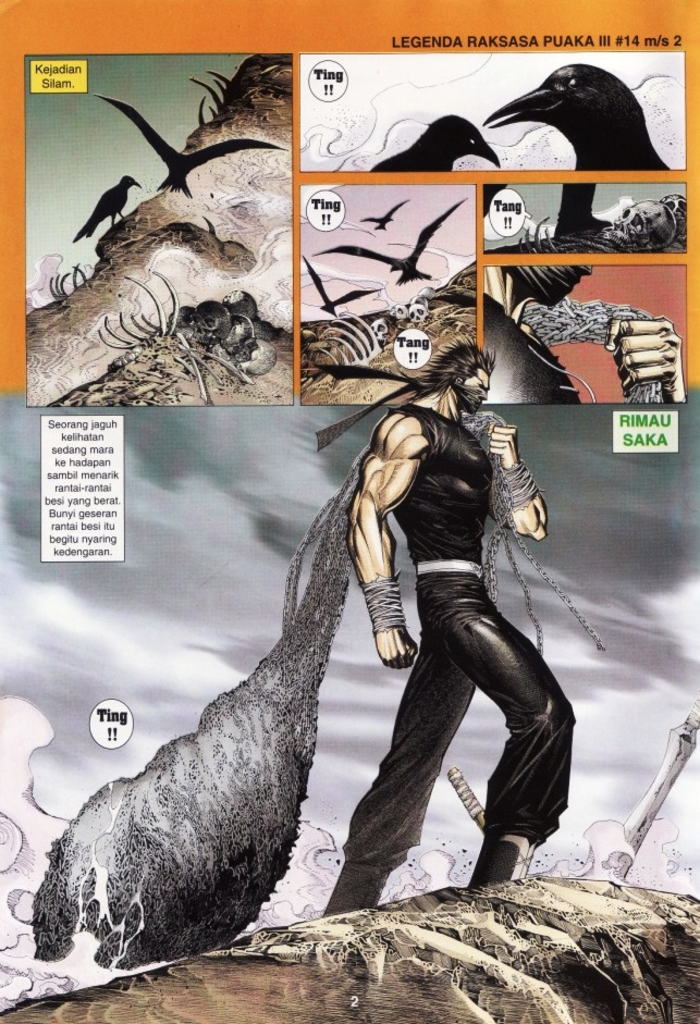 LEGENDA RAKSASA PUAKA III #14 m/s 2
Kejadian
Silam.
Ting
!!
Ting
!!
Tang
!!
Tang
!!
RIMAU
SAKA
Seorang jaguh
kelihatan
sedang mara
ke hadapan
sambil menarik
rantai-rantai
besi yang berat.
Bunyi geseran
rantai besi itu
begitu nyaring
kedengaran.
Ting
!!
2